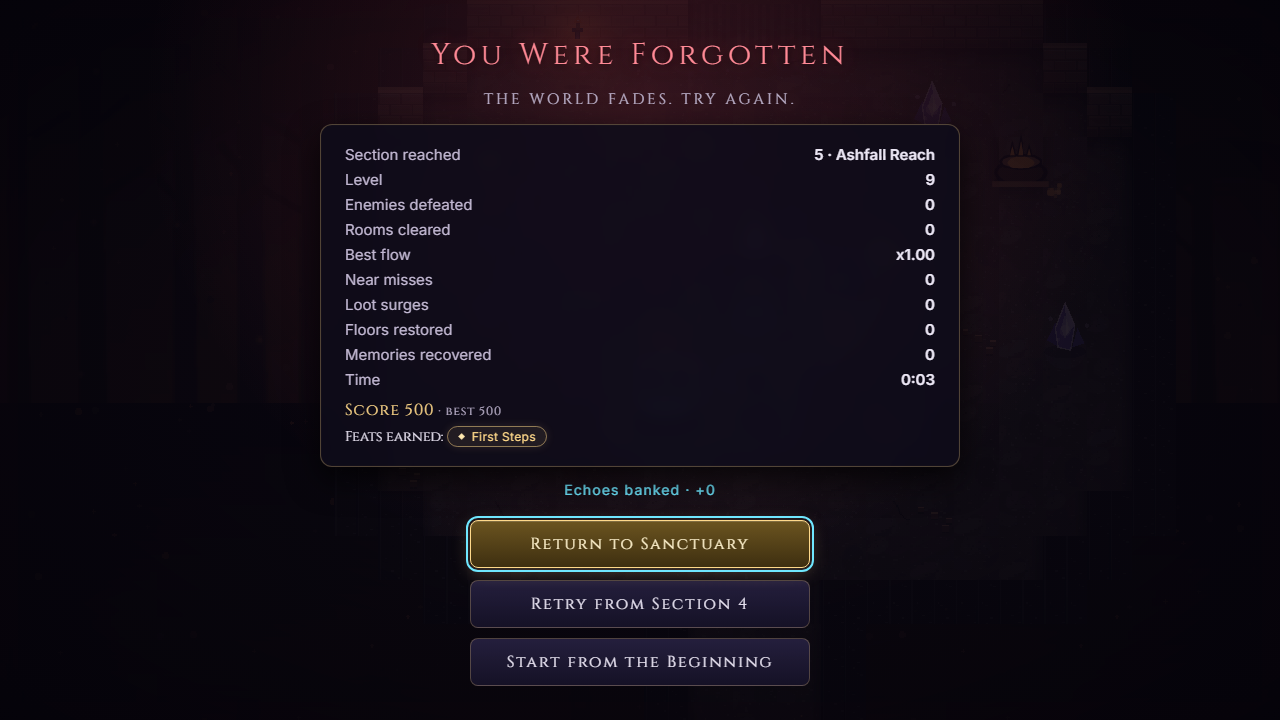 You Were Forgotten
THE WORLD FADES. TRY AGAIN.
Section reached 5 · Ashfall Reach
Level 9
Enemies defeated 0
Rooms cleared 0
Best flow x1.00
Near misses 0
Loot surges 0
Floors restored 0
Memories recovered 0
Time 0:03
Score 500 · best 500
Feats earned: ✦ First Steps
Echoes banked · +0
Return to Sanctuary
Retry from Section 4
Start from the Beginning